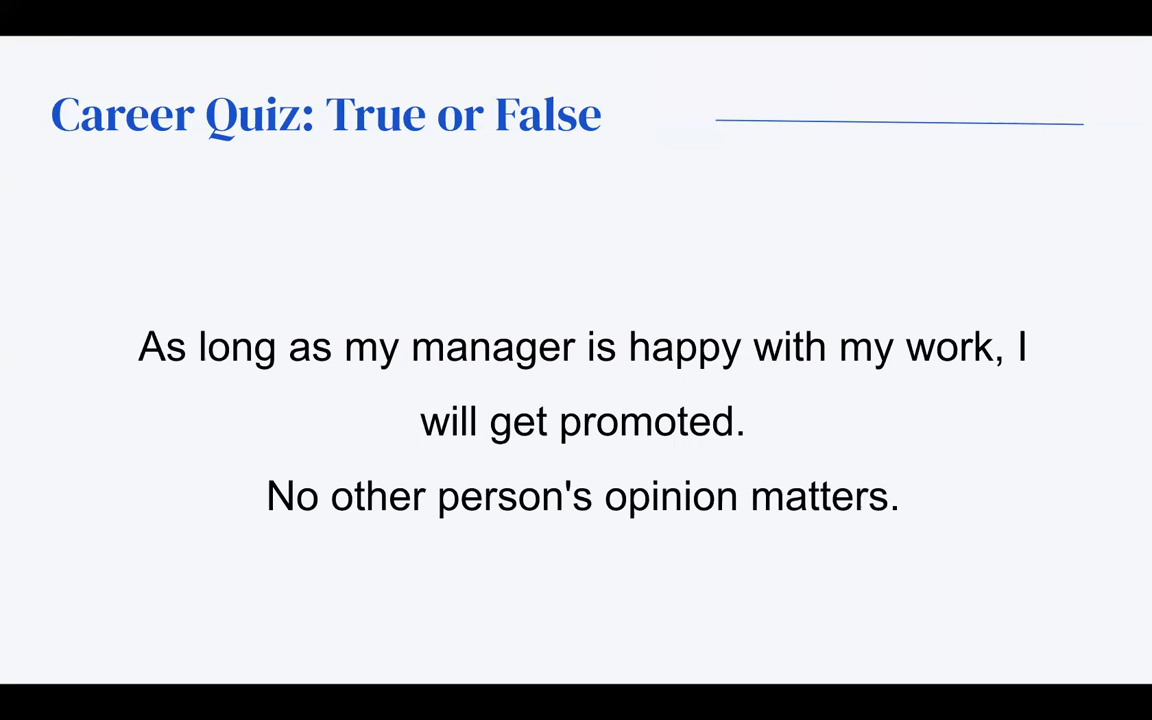 Career Quiz: True or False
As long as my manager is happy with my work, I
will get promoted.
No other person's opinion matters.